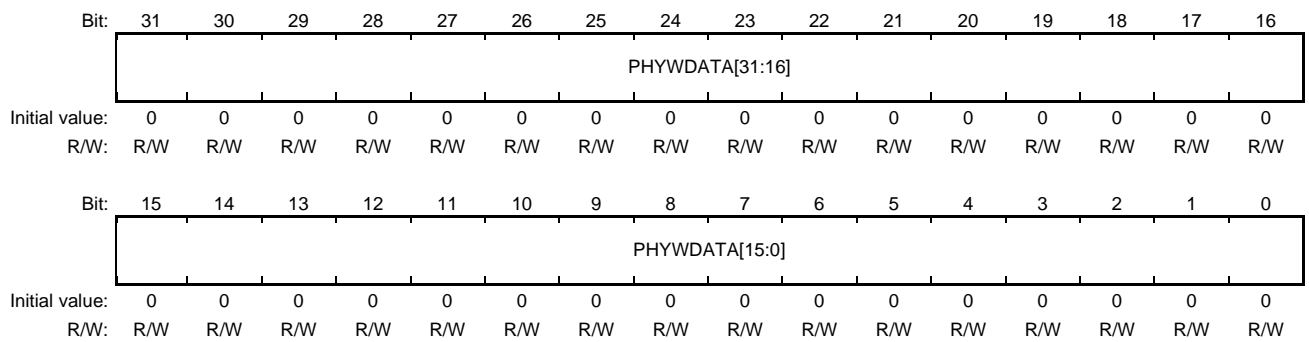 Bit: 31 30 29 28 27 26 25 24 23 22 21 20 19 18 17 16
PHYWDATA[31:16]
Initial value: 0 0 0 0 0 0 0 0 0 0 0 0 0 0 0 0
R/W: R/W R/W R/W R/W R/W R/W R/W R/W R/W R/W R/W R/W R/W R/W R/W R/W
Bit: 15 14 13 12 11 10 9 8 7 6 5 4 3 2 1 0
PHYWDATA[15:0]
Initial value: 0 0 0 0 0 0 0 0 0 0 0 0 0 0 0 0
R/W: R/W R/W R/W R/W R/W R/W R/W R/W R/W R/W R/W R/W R/W R/W R/W R/W